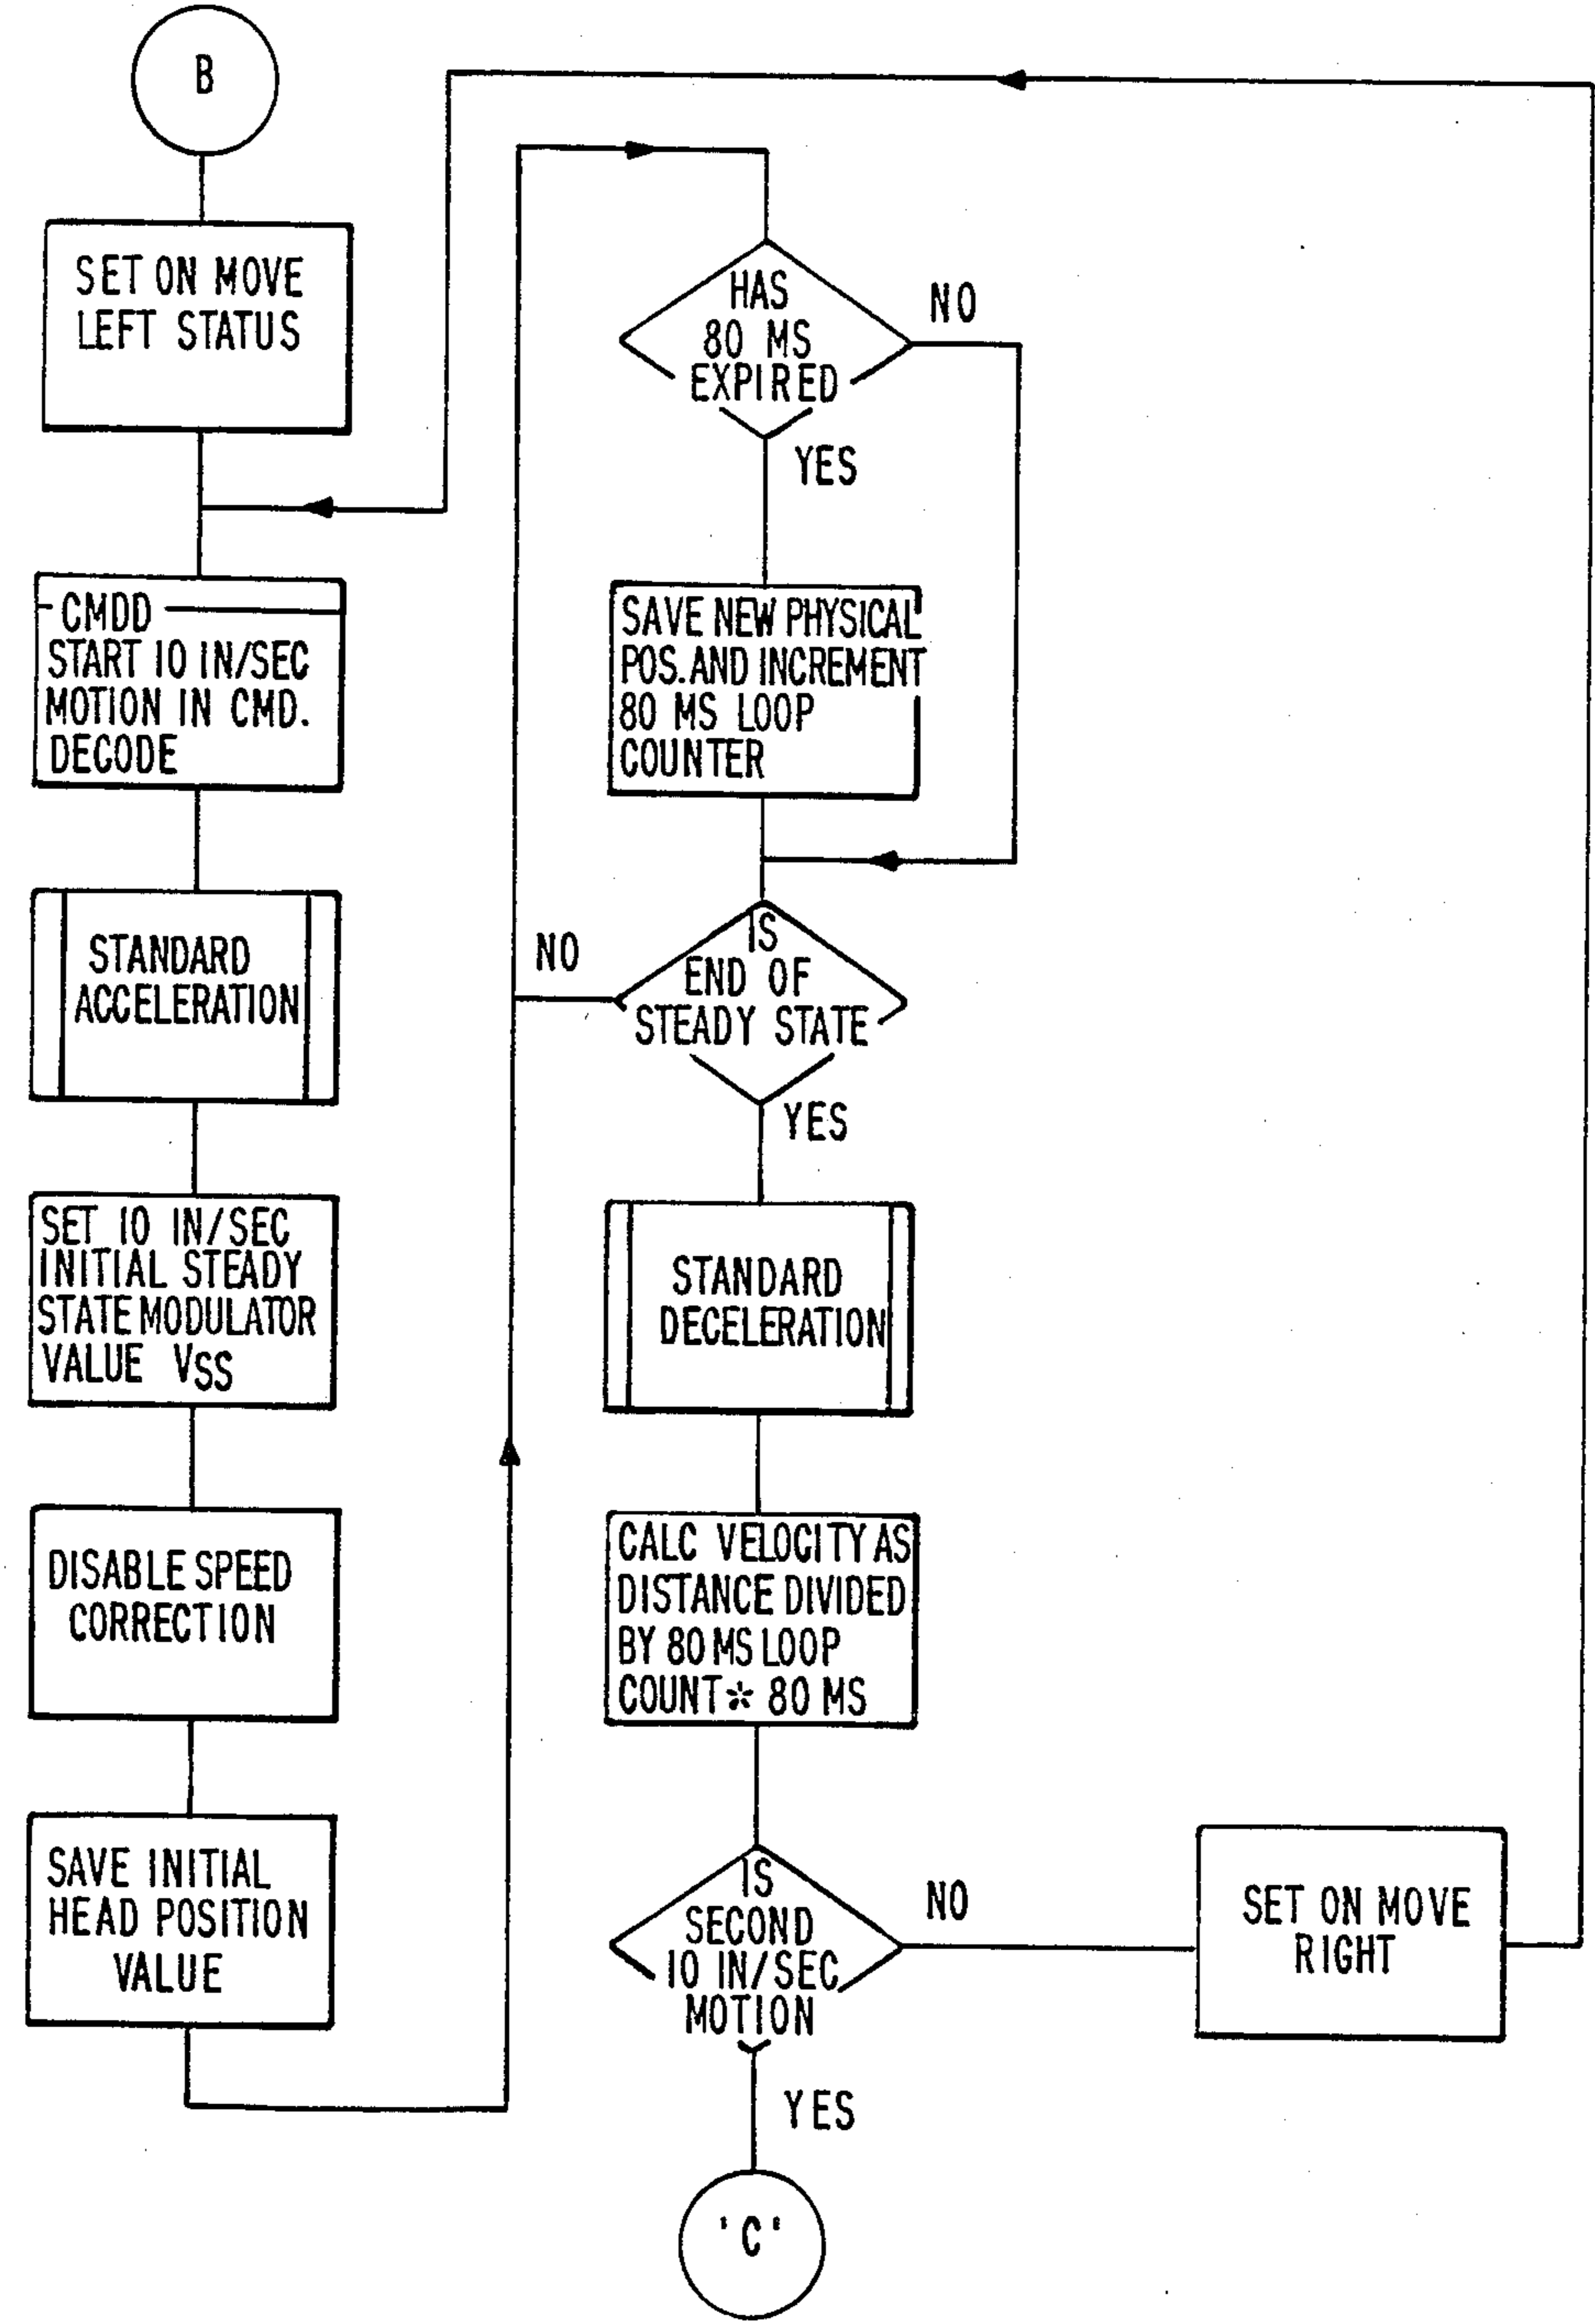 B
SET ON MOVE
LEFT STATUS
CMDD
START 10 IN/SEC
MOTION IN CMD.
DECODE
STANDARD
ACCELERATION
SET 10 IN/SEC
INITIAL STEADY
STATE MODULATOR
VALUE VSS
DISABLE SPEED
CORRECTION
SAVE INITIAL
HEAD POSITION
VALUE
HAS
80 MS
EXPIRED
NO
YES
SAVE NEW PHYSICAL
POS. AND INCREMENT
80 MS LOOP
COUNTER
IS
END OF
STEADY STATE
NO
YES
STANDARD
DECELERATION
CALC VELOCITY AS
DISTANCE DIVIDED
BY 80 MS LOOP
COUNT * 80 MS
IS
SECOND
10 IN/SEC
MOTION
NO
SET ON MOVE
RIGHT
YES
'C'